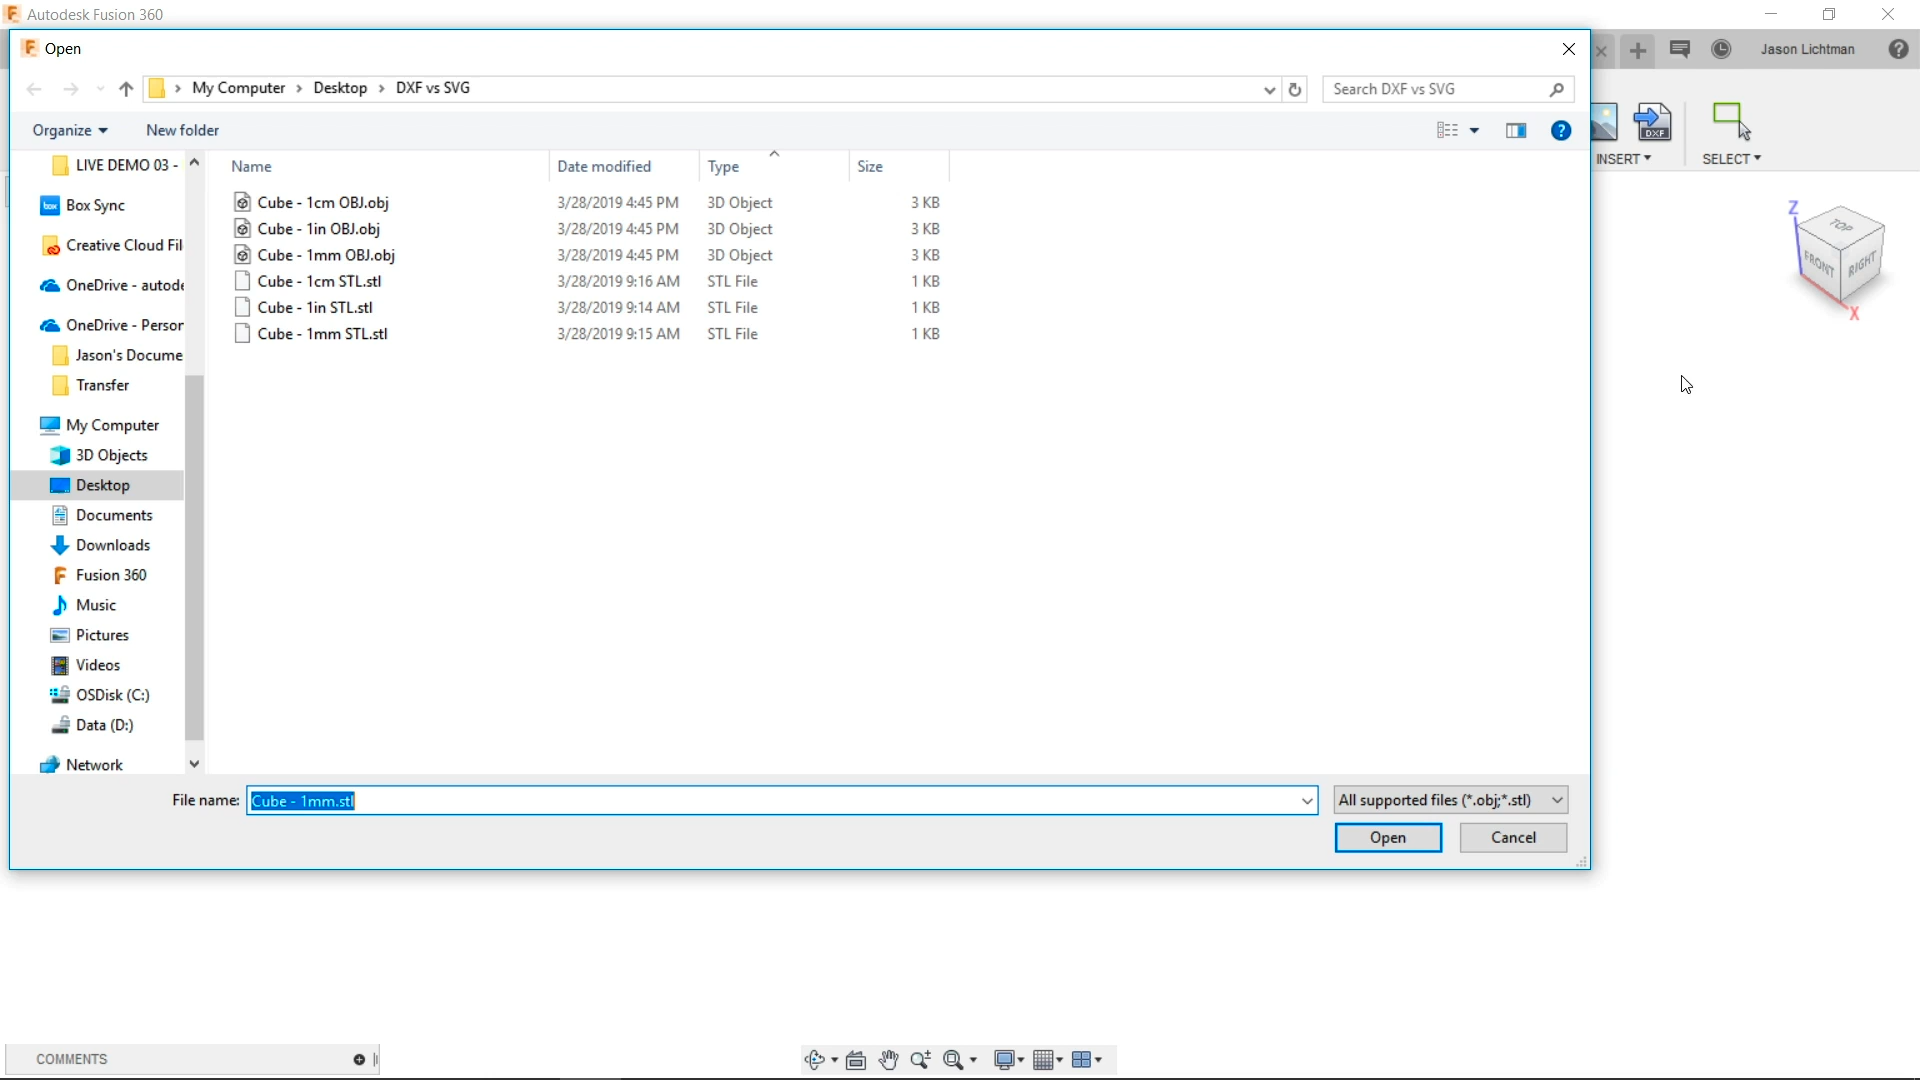 Autodesk Fusion 360
Open
Jason Lichtman
My Computer > Desktop > DXF vs SVG
Search DXF vs SVG
Organize
New folder
DXF
INSERT
SELECT
Name
Date modified
Type
Size
Cube - 1cm OBJ.obj 3/28/2019 4:45 PM 3D Object 3 KB
Cube - 1in OBJ.obj 3/28/2019 4:45 PM 3D Object 3 KB
Cube - 1mm OBJ.obj 3/28/2019 4:45 PM 3D Object 3 KB
Cube - 1cm STL.stl 3/28/2019 9:16 AM STL File 1 KB
Cube - 1in STL.stl 3/28/2019 9:14 AM STL File 1 KB
Cube - 1mm STL.stl 3/28/2019 9:15 AM STL File 1 KB
LIVE DEMO 03 -
box Box Sync
Creative Cloud Fil
OneDrive - autode
OneDrive - Person
Jason's Docume
Transfer
My Computer
3D Objects
Desktop
Documents
Downloads
Fusion 360
Music
Pictures
Videos
OSDisk (C:)
Data (D:)
Network
Z
TOP
FRONT
RIGHT
X
File name: Cube - 1mm.stl
All supported files (*.obj;*.stl)
Open
Cancel
COMMENTS